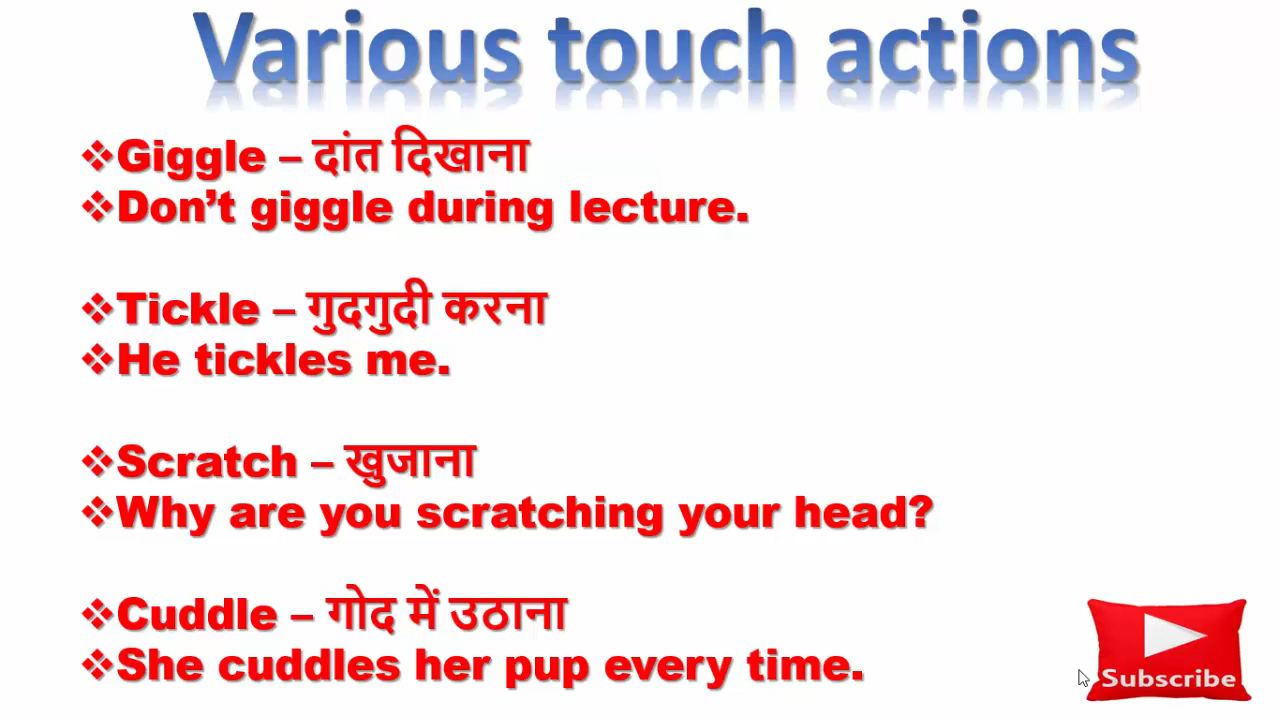 Various touch actions
❖Giggle – दांत दिखाना
❖Don’t giggle during lecture.
❖Tickle – गुदगुदी करना
❖He tickles me.
❖Scratch – खुजाना
❖Why are you scratching your head?
❖Cuddle – गोद में उठाना
❖She cuddles her pup every time.
Subscribe